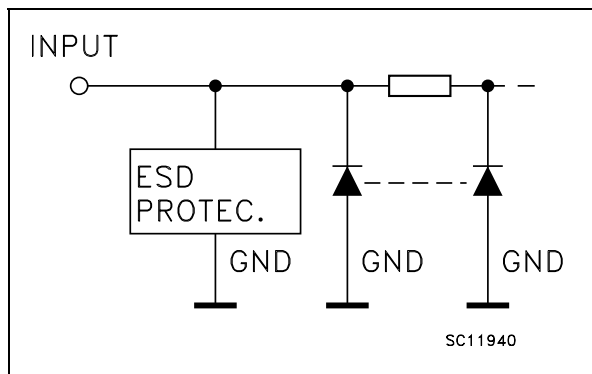 INPUT
ESD
PROTEC.
GND
GND
GND
SC11940